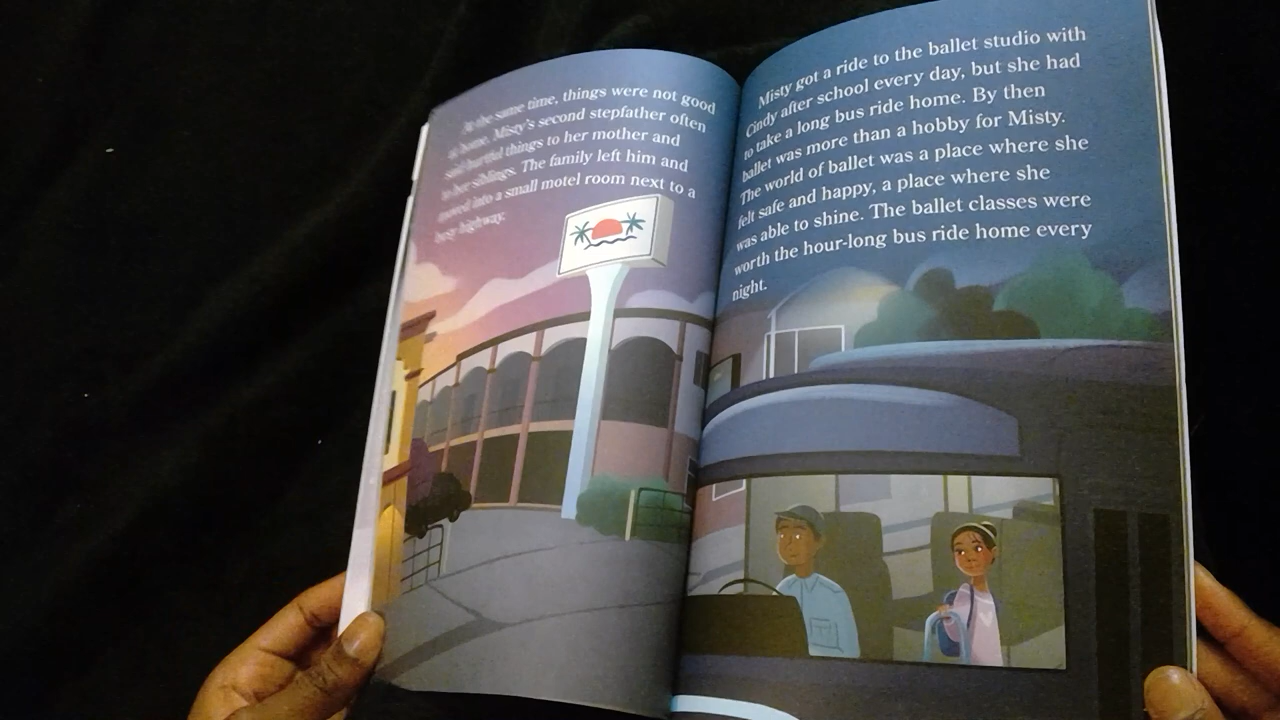 At the same time, things were not good
at home. Misty's second stepfather often
said hurtful things to her mother and
to her siblings. The family left him and
moved into a small motel room next to a
busy highway.
Misty got a ride to the ballet studio with
Cindy after school every day, but she had
to take a long bus ride home. By then
ballet was more than a hobby for Misty.
The world of ballet was a place where she
felt safe and happy, a place where she
was able to shine. The ballet classes were
worth the hour-long bus ride home every
night.